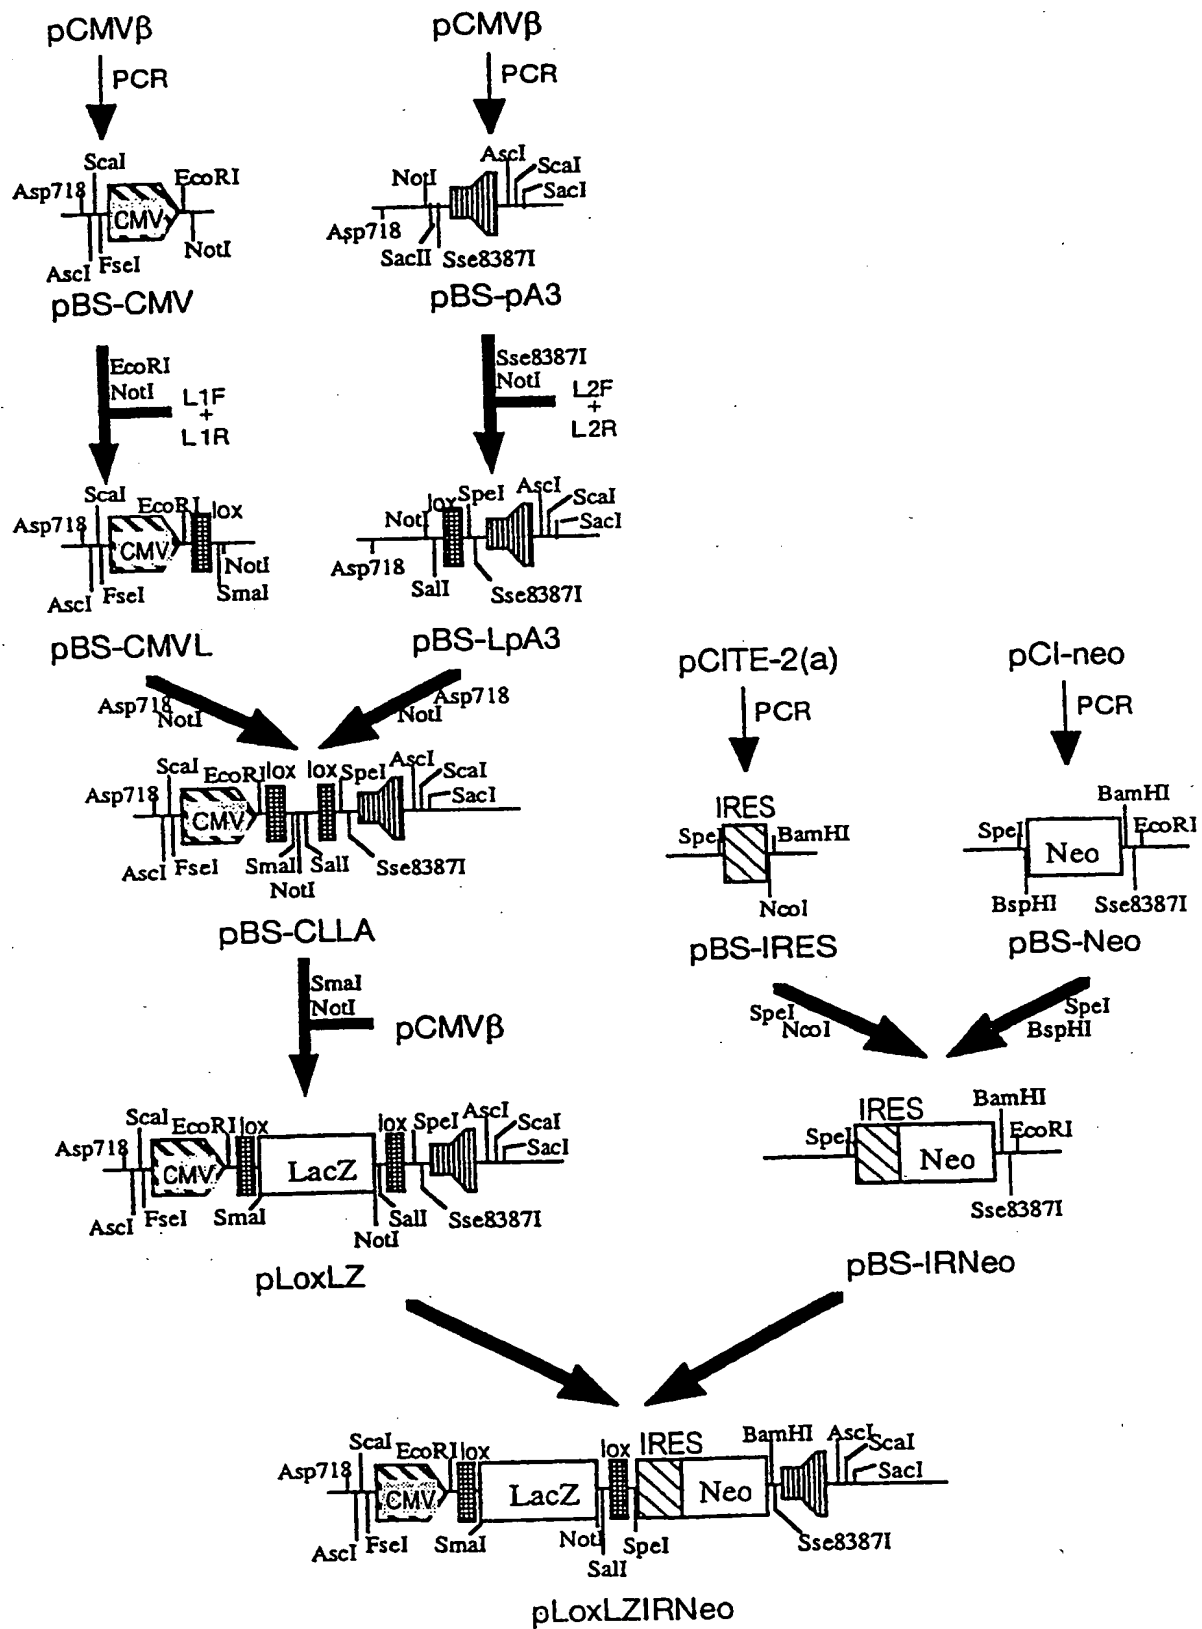 pCMVβ
PCR
ScaI
Asp718
EcoRI
CMV
NotI
AscI
FseI
pBS-CMV
pCMVβ
PCR
AscI
ScaI
SacI
NotI
Asp718
SacII
Sse8387I
pBS-pA3
EcoRI
NotI
L1F
+
L1R
Sse8387I
NotI
L2F
+
L2R
ScaI
EcoRI
lox
Asp718
CMV
NotI
AscI
FseI
SmaI
pBS-CMVL
lox
SpeI
AscI
ScaI
SacI
NotI
Asp718
SalI
Sse8387I
pBS-LpA3
Asp718
NotI
Asp718
NotI
ScaI
EcoRI
lox
lox
SpeI
AscI
ScaI
SacI
Asp718
CMV
AscI
FseI
SmaI
SalI
Sse8387I
NotI
pBS-CLLA
pCITE-2(a)
PCR
IRES
SpeI
BamHI
NcoI
pBS-IRES
pCI-neo
PCR
BamHI
SpeI
EcoRI
Neo
BspHI
Sse8387I
pBS-Neo
SmaI
NotI
pCMVβ
SpeI
NcoI
SpeI
BspHI
ScaI
EcoRI
lox
lox
SpeI
AscI
ScaI
SacI
Asp718
CMV
LacZ
AscI
FseI
SmaI
SalI
Sse8387I
NotI
pLoxLZ
IRES
BamHI
SpeI
EcoRI
Neo
Sse8387I
pBS-IRNeo
ScaI
EcoRI
lox
lox
IRES
BamHI
AscI
ScaI
SacI
Asp718
CMV
LacZ
Neo
AscI
FseI
SmaI
NotI
SalI
SpeI
Sse8387I
pLoxLZIRNeo